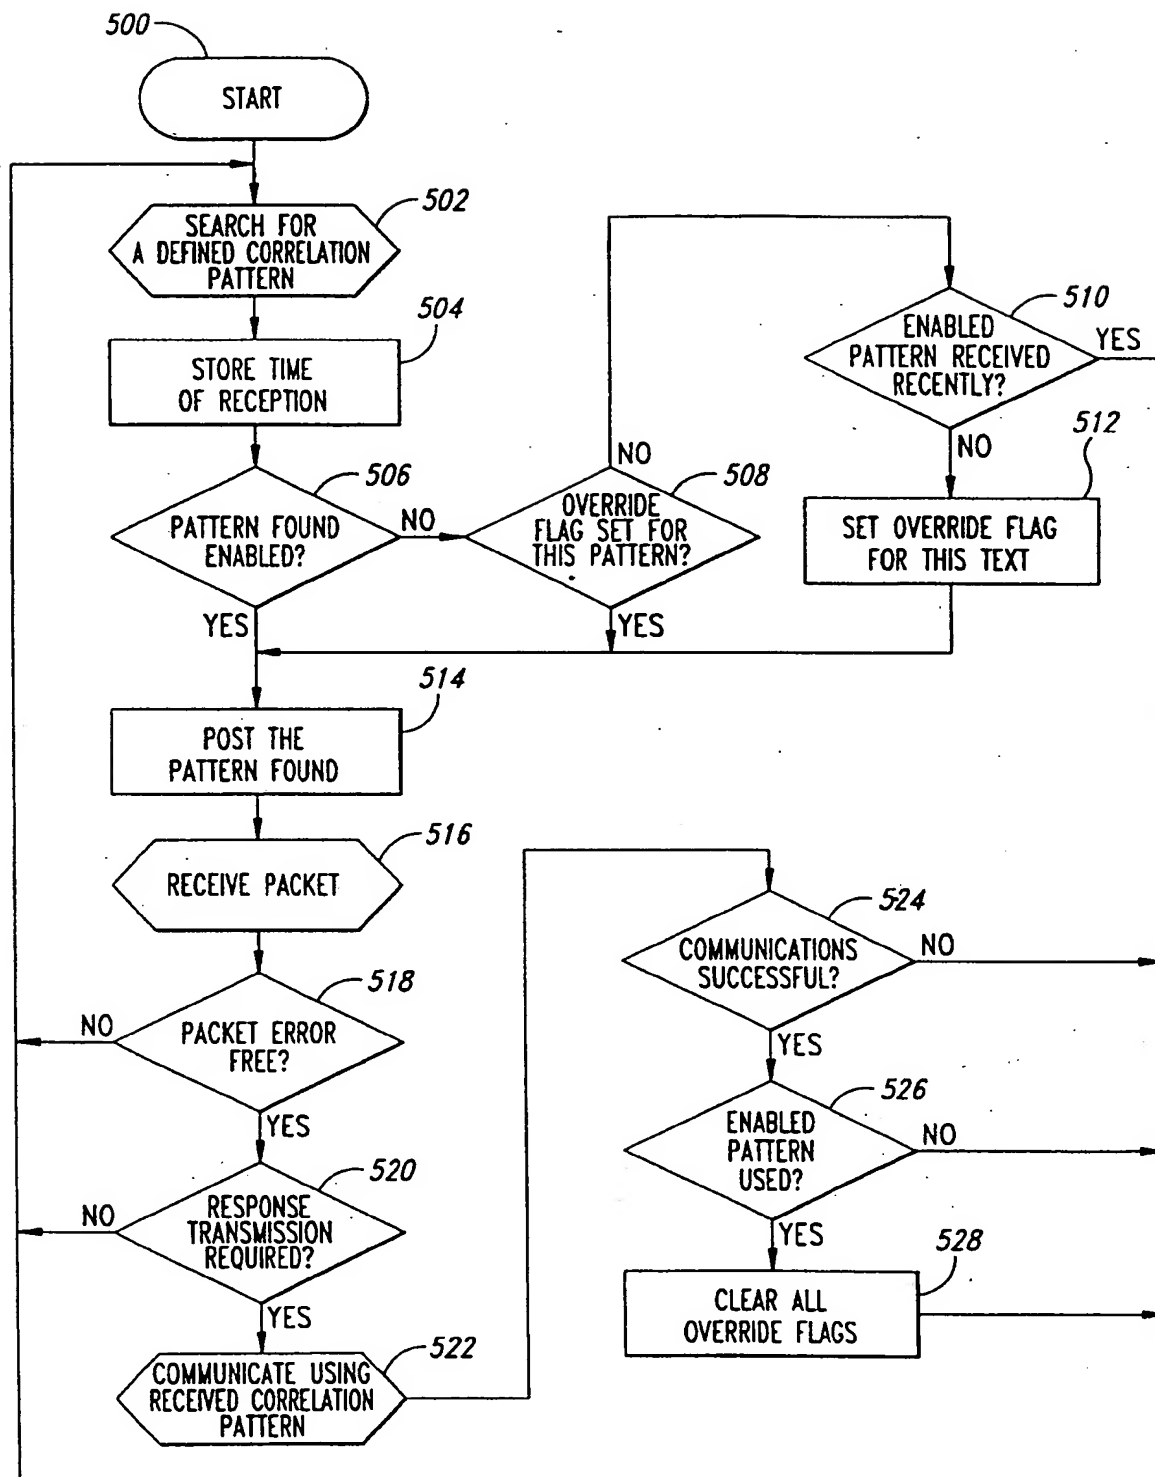 500
START
502
SEARCH FOR
A DEFINED CORRELATION
PATTERN
504
STORE TIME
OF RECEPTION
506
PATTERN FOUND
ENABLED?
NO
YES
508
OVERRIDE
FLAG SET FOR
THIS PATTERN?
NO
YES
510
ENABLED
PATTERN RECEIVED
RECENTLY?
YES
NO
512
SET OVERRIDE FLAG
FOR THIS TEXT
514
POST THE
PATTERN FOUND
516
RECEIVE PACKET
518
PACKET ERROR
FREE?
NO
YES
520
RESPONSE
TRANSMISSION
REQUIRED?
NO
YES
522
COMMUNICATE USING
RECEIVED CORRELATION
PATTERN
524
COMMUNICATIONS
SUCCESSFUL?
NO
YES
526
ENABLED
PATTERN
USED?
NO
YES
528
CLEAR ALL
OVERRIDE FLAGS